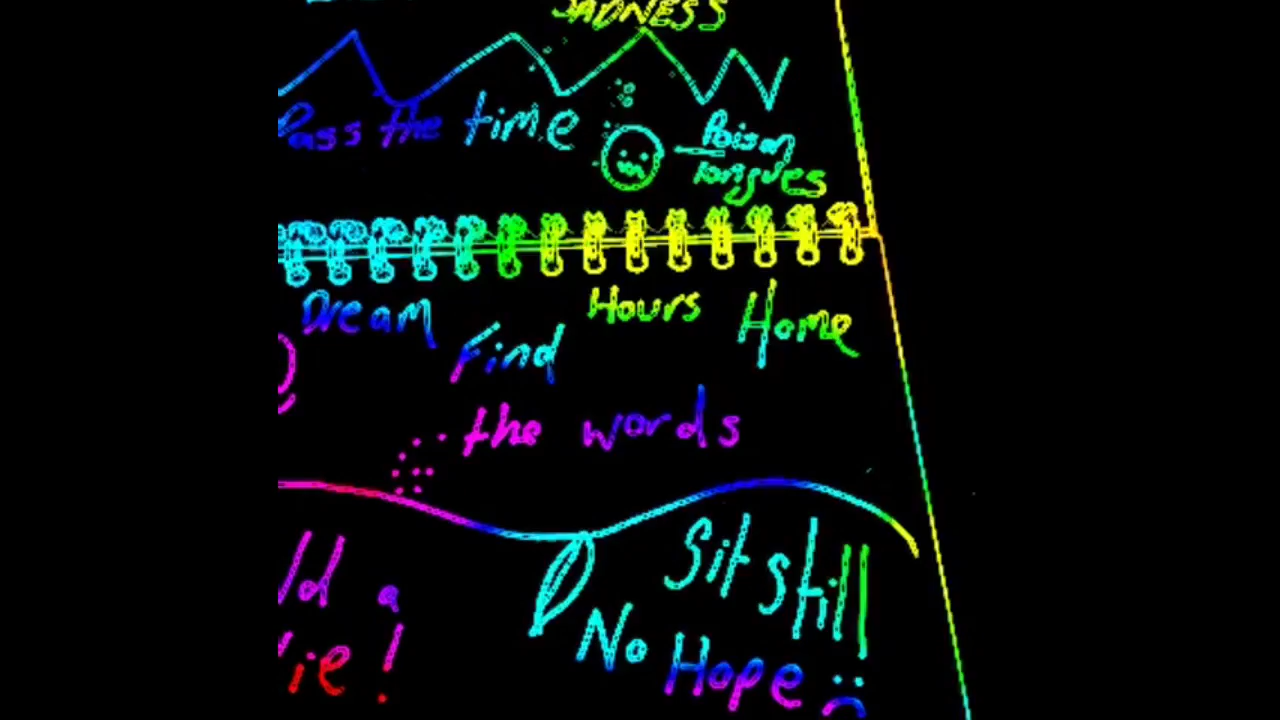 SADNESS
Pass the time
Poison
tongues
Dream
Hours
Home
Find
the words
a
Sit still
No Hope